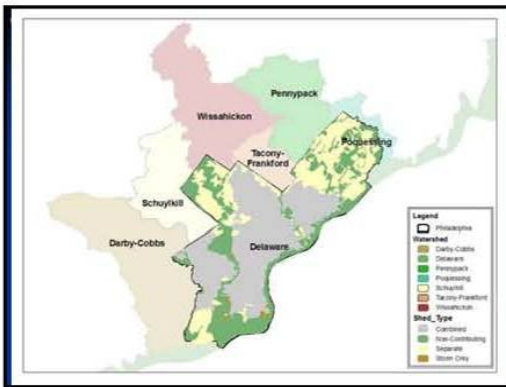 Pennypack
Wissahickon
Poquessing
Tacony-
Frankford
Schuylkill
Darby-Cobbs
Delaware
Legend
Philadelphia
Watershed
Darby-Cobbs
Delaware
Pennypack
Poquessing
Schuylkill
Tacony-Frankford
Wissahickon
Shed_Type
Combined
Non-Contributing
Separate
Storm Only